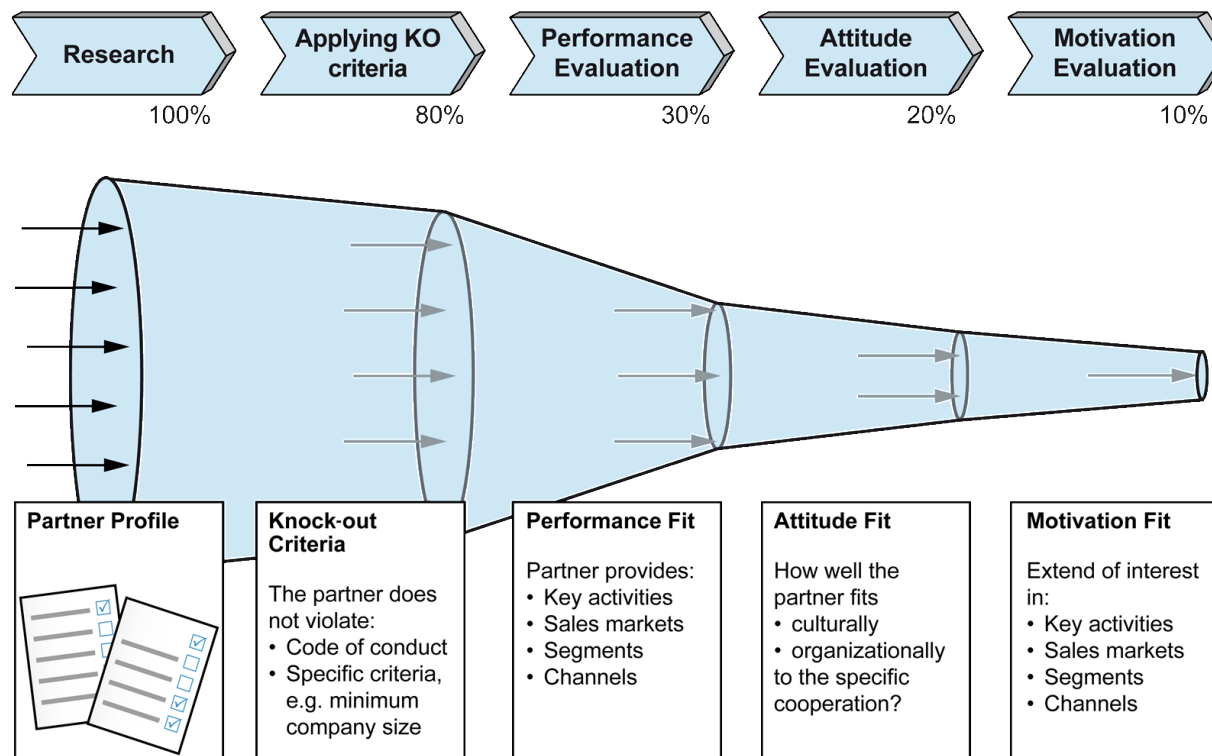 Research
Applying KO
criteria
Performance
Evaluation
Attitude
Evaluation
Motivation
Evaluation
100%
80%
30%
20%
10%
Partner Profile
Knock-out
Criteria
The partner does
not violate:
• Code of conduct
• Specific criteria,
e.g. minimum
company size
Performance Fit
Partner provides:
• Key activities
• Sales markets
• Segments
• Channels
Attitude Fit
How well the
partner fits
• culturally
• organizationally
to the specific
cooperation?
Motivation Fit
Extend of interest
in:
• Key activities
• Sales markets
• Segments
• Channels